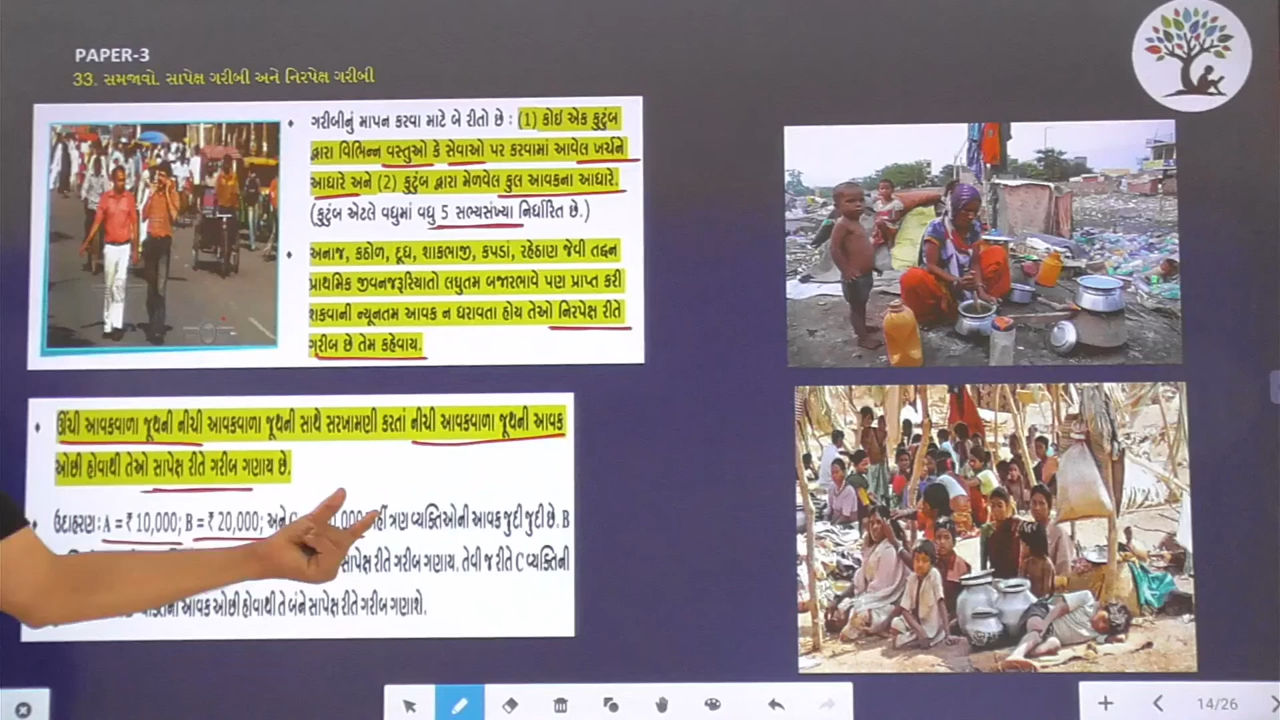 PAPER-3
33. સમજાવો. સાપેક્ષ ગરીબી અને નિરપેક્ષ ગરીબી
ગરીબીનું માપન કરવા માટે બે રીતો છે : (1) કોઈ એક કુટુંબ
દ્વારા વિભિન્ન વસ્તુઓ કે સેવાઓ પર કરવામાં આવેલ ખર્ચને
આધારે અને (2) કુટુંબ દ્વારા મેળવેલ કુલ આવકના આધારે.
(કુટુંબ એટલે વધુમાં વધુ 5 સભ્યસંખ્યા નિર્ધારિત છે.)
અનાજ, કઠોળ, દૂધ, શાકભાજી, કપડાં, રહેઠાણ જેવી તદ્દન
પ્રાથમિક જીવનજરૂરિયાતો લઘુતમ બજારભાવે પણ પ્રાપ્ત કરી
શકવાની ન્યૂનતમ આવક ન ધરાવતા હોય તેઓ નિરપેક્ષ રીતે
ગરીબ છે તેમ કહેવાય.
ઊંચી આવકવાળા જૂથની નીચી આવકવાળા જૂથની સાથે સરખામણી કરતાં નીચી આવકવાળા જૂથની આવક
ઓછી હોવાથી તેઓ સાપેક્ષ રીતે ગરીબ ગણાય છે.
ઉદાહરણ : A = ₹ 10,000; B = ₹ 20,000; અને ત્રણ વ્યક્તિઓની આવક જુદી જુદી છે. B
સાપેક્ષ રીતે ગરીબ ગણાય. તેવી જ રીતે C વ્યક્તિની
આવક ઓછી હોવાથી તે બંને સાપેક્ષ રીતે ગરીબ ગણાશે.
14/26